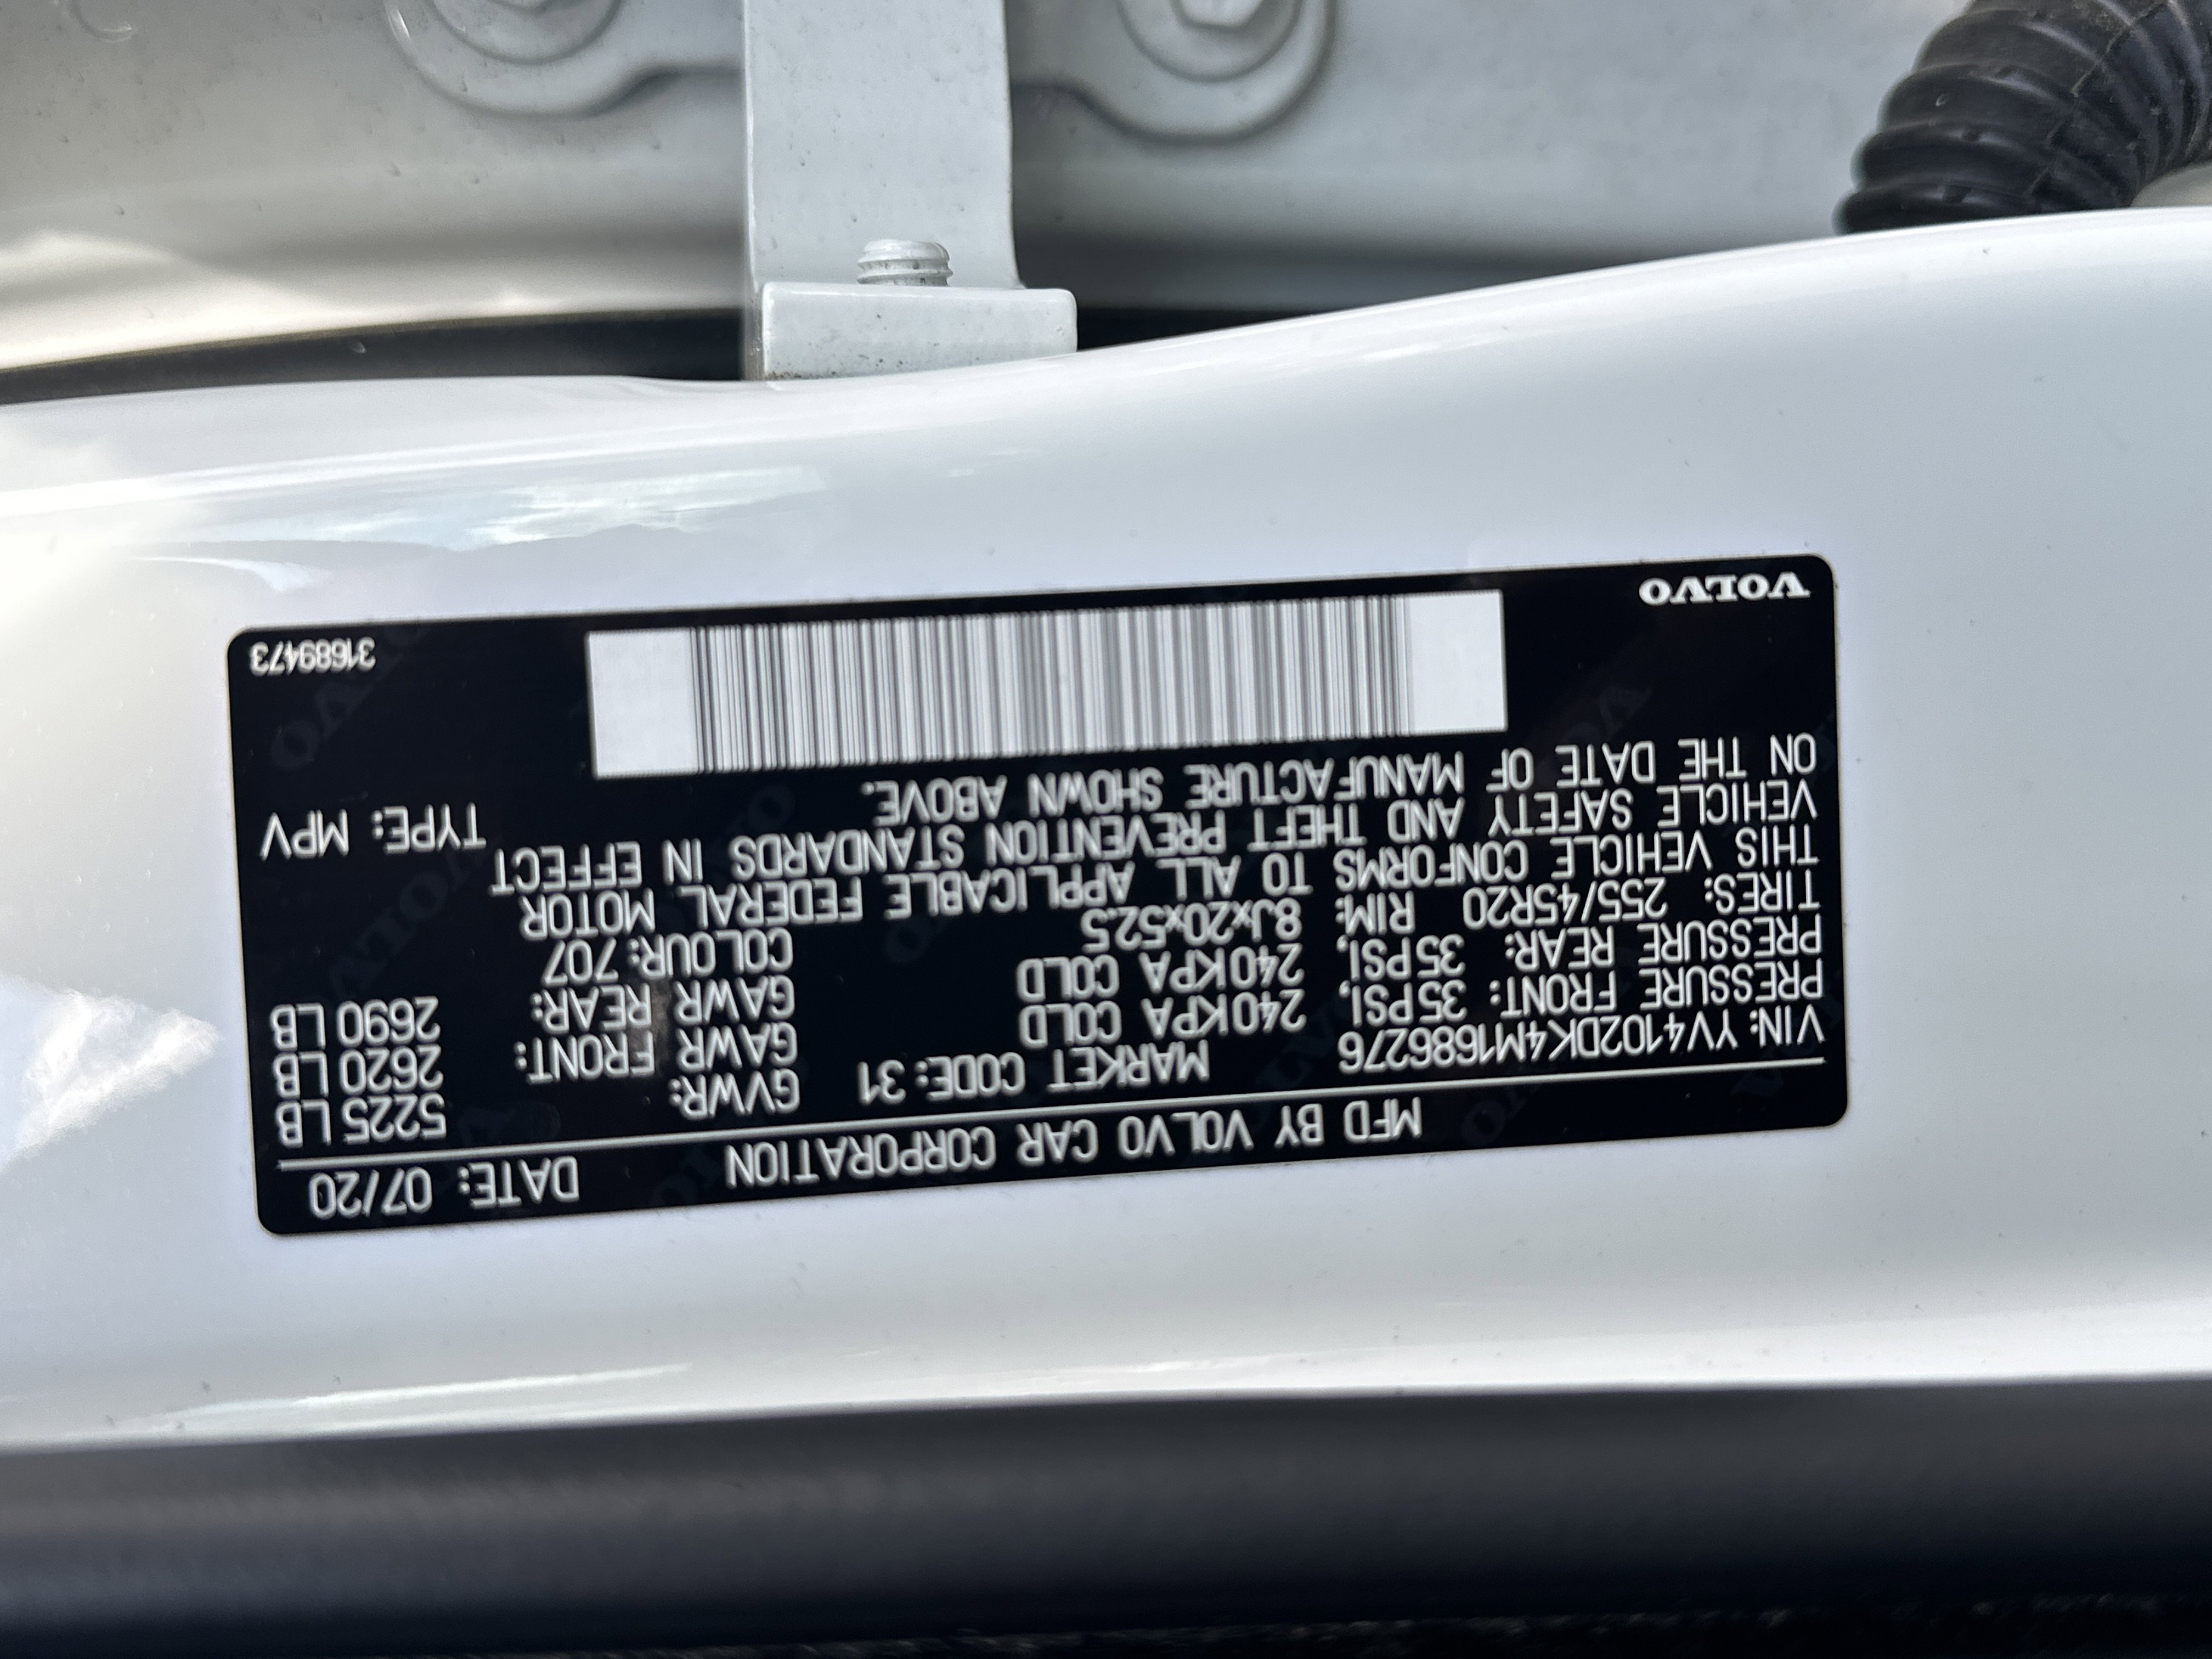 MFD BY VOLVO CAR CORPORATION DATE: 07/20
VIN: YV4102DK4M1686276 MARKET CODE: 31 GVWR: 5225 LB
PRESSURE FRONT: 35PSI, 240KPA COLD GAWR FRONT: 2620 LB
PRESSURE REAR: 35PSI, 240KPA COLD GAWR REAR: 2690 LB
TIRES: 255/45R20 RIM: 8Jx20x52.5 COLOUR: 707
THIS VEHICLE CONFORMS TO ALL APPLICABLE FEDERAL MOTOR
VEHICLE SAFETY AND THEFT PREVENTION STANDARDS IN EFFECT
ON THE DATE OF MANUFACTURE SHOWN ABOVE. TYPE: MPV
VOLVO 31689473